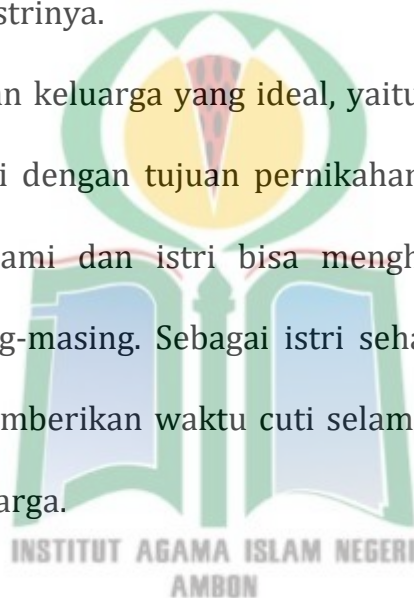 strinya.
an keluarga yang ideal, yaitu
i dengan tujuan pernikahan
ami dan istri bisa mengh
g-masing. Sebagai istri seha
mberikan waktu cuti selam
arga.
INSTITUT AGAMA ISLAM NEGERI
AMBON